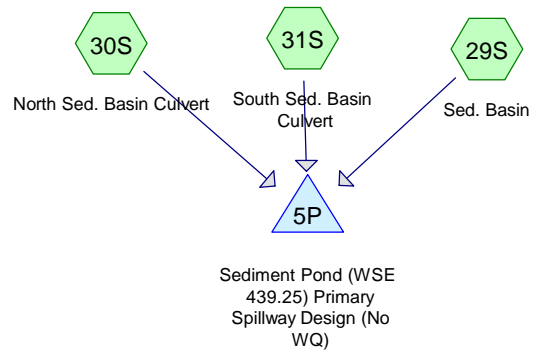 30S
31S
29S
North Sed. Basin Culvert
South Sed. Basin
Culvert
Sed. Basin
5P
Sediment Pond (WSE
439.25) Primary
Spillway Design (No
WQ)